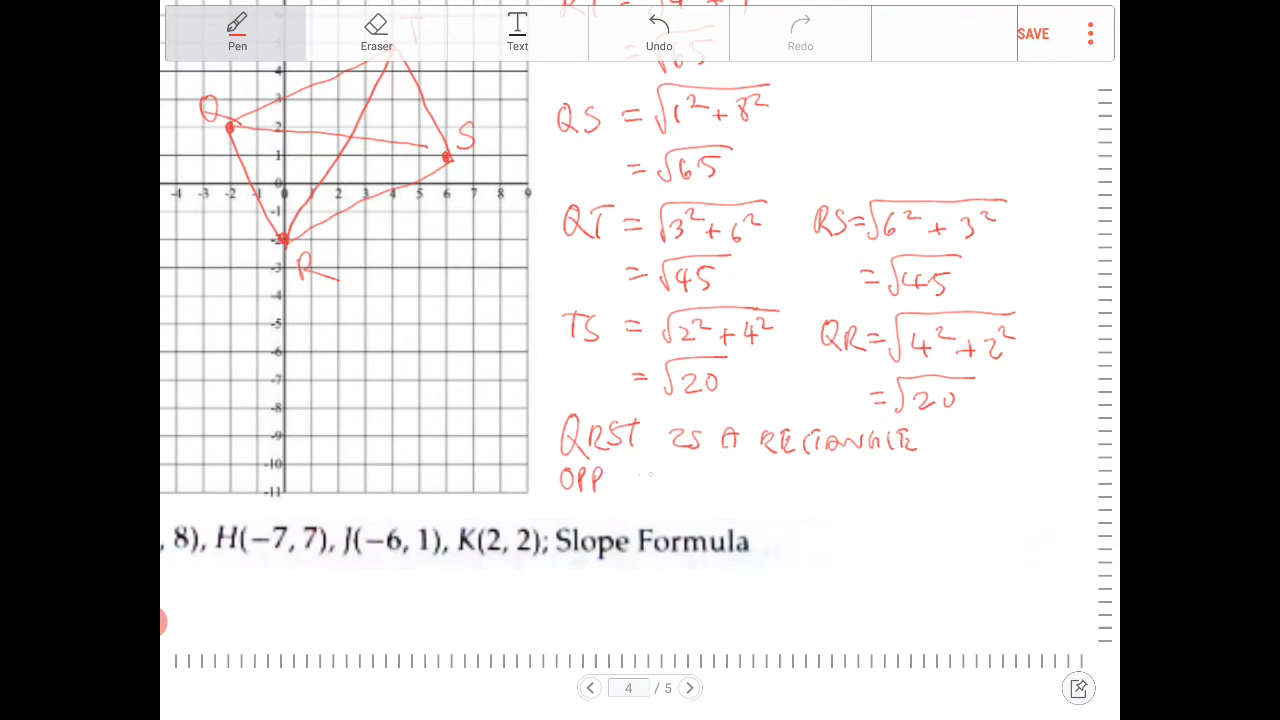 Pen Eraser Text Undo Redo SAVE
= √65
QS = √1² + 8²
= √65
QT = √3² + 6² RS = √6² + 3²
= √45 = √45
TS = √2² + 4² QR = √4² + 2²
= √20 = √20
QRST IS A RECTANGLE
OPP
T
Q
S
R
4
3
2
1
0
-4 -3 -2 -1 0 2 3 4 5 6 7 8 9
-1
-2
-3
-4
-5
-6
-7
-8
-9
-10
-11
, 8), H(−7, 7), J(−6, 1), K(2, 2); Slope Formula
4 / 5